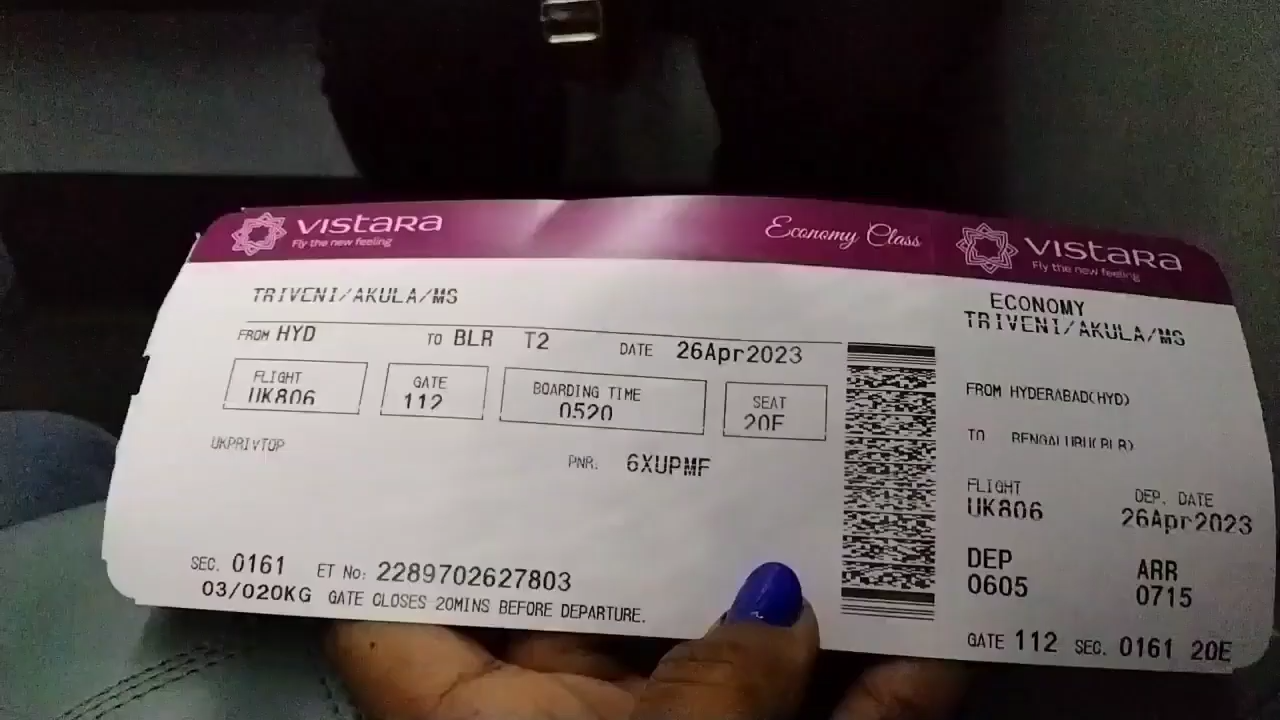 VISTARA
Fly the new feeling
Economy Class
TRIVENI/AKULA/MS
FROM HYD TO BLR T2 DATE 26Apr2023
FLIGHT GATE BOARDING TIME SEAT
UK806 112 0520 20E
UKPRIVTOP
PNR. 6XUPMF
SEC. 0161 ET No: 2289702627803
03/020KG GATE CLOSES 20MINS BEFORE DEPARTURE.
VISTARA
Fly the new feeling
ECONOMY
TRIVENI/AKULA/MS
FROM HYDERABAD(HYD)
TO BENGALURU(BLR)
FLIGHT DEP. DATE
UK806 26Apr2023
DEP ARR
0605 0715
GATE 112 SEC. 0161 20E